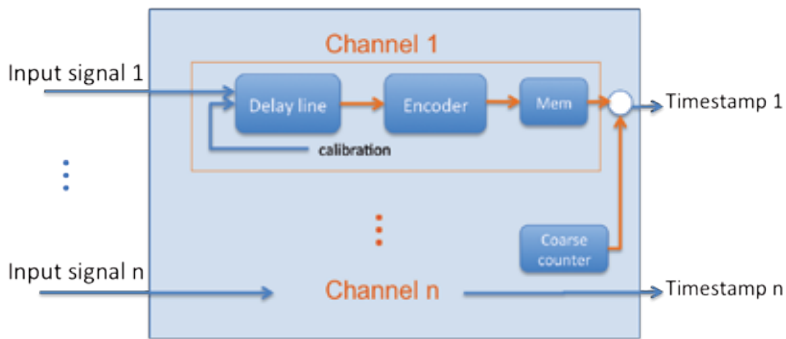 Channel 1
Input signal 1
Delay line
Encoder
Mem
Timestamp 1
calibration
Coarse
counter
Input signal n
Channel n
Timestamp n